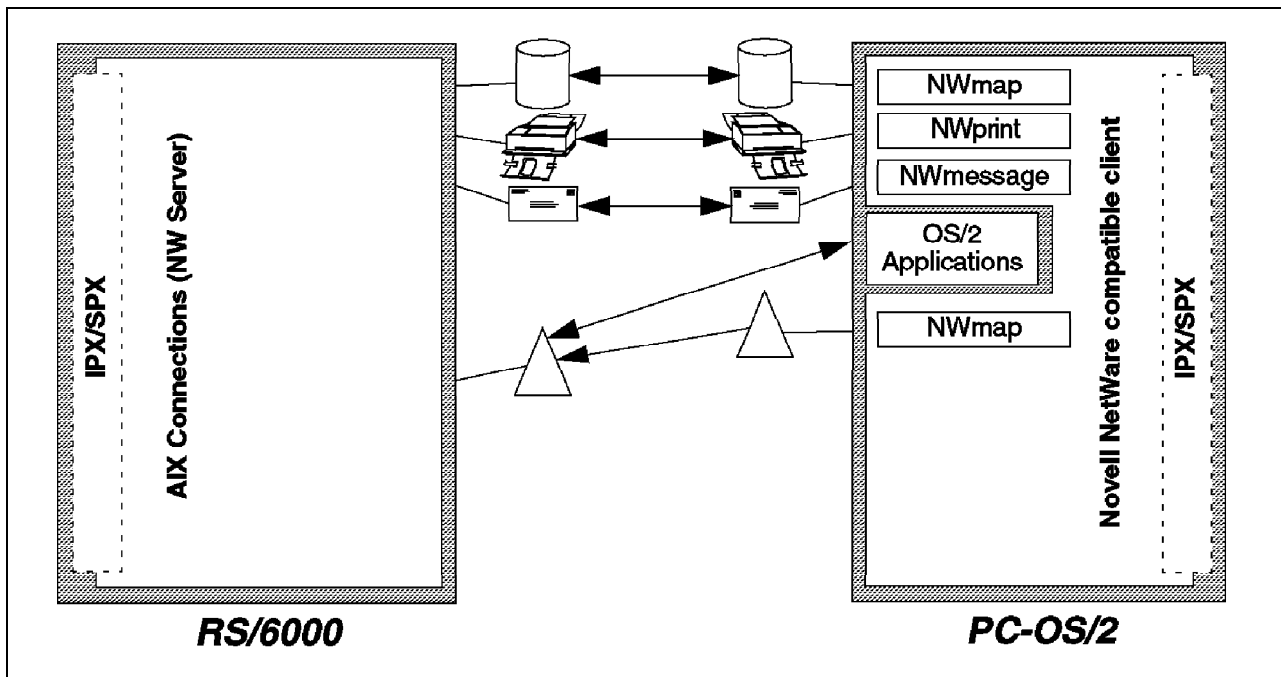 IPX/SPX
AIX Connections (NW Server)
RS/6000
NWmap
NWprint
NWmessage
OS/2
Applications
NWmap
Novell NetWare compatible client
IPX/SPX
PC-OS/2